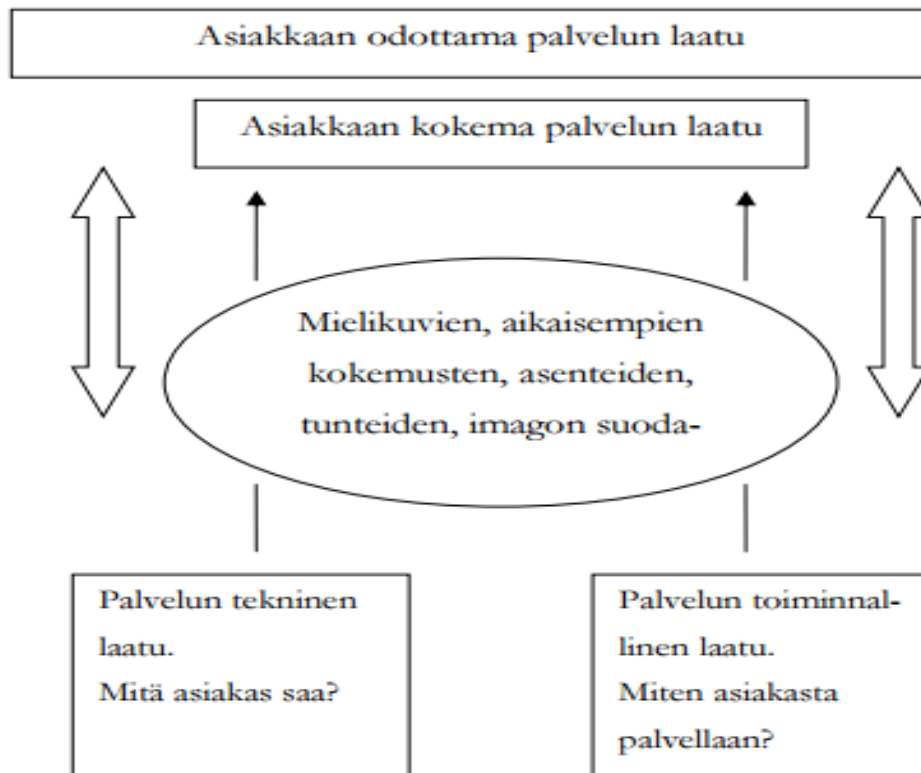 Asiakkaan odottama palvelun laatu
Asiakkaan kokema palvelun laatu
Mielikuvien, aikaisempien
kokemusten, asenteiden,
tunteiden, imagon suoda-
Palvelun tekninen
laatu.
Mitä asiakas saa?
Palvelun toiminnal-
linen laatu.
Miten asiakasta
palvellaan?